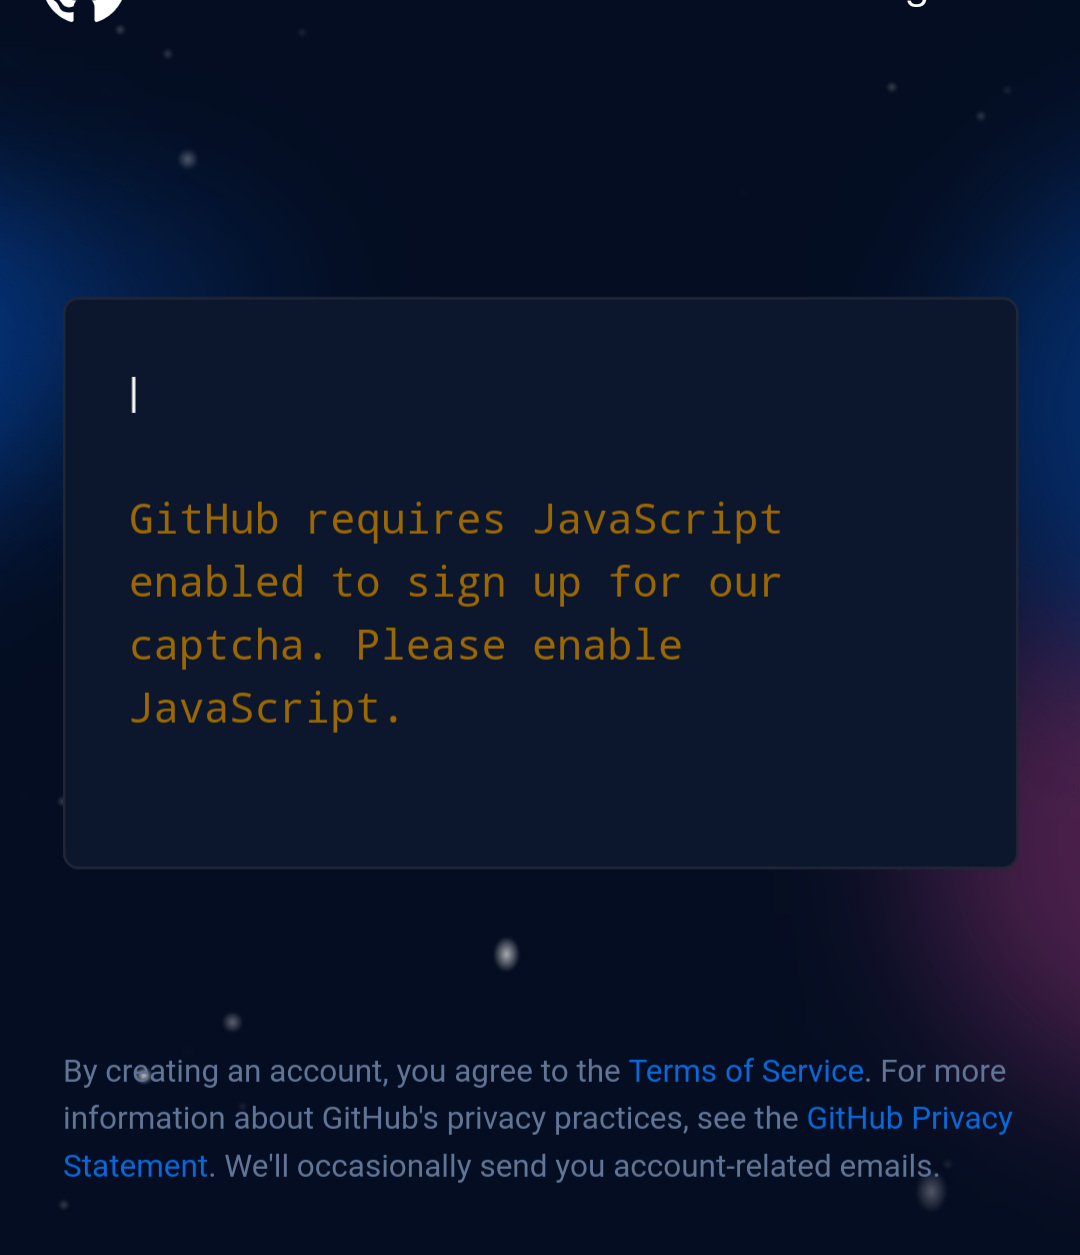 GitHub requires JavaScript
enabled to sign up for our
captcha. Please enable
JavaScript.
By creating an account, you agree to the Terms of Service. For more
information about GitHub's privacy practices, see the GitHub Privacy
Statement. We'll occasionally send you account-related emails.